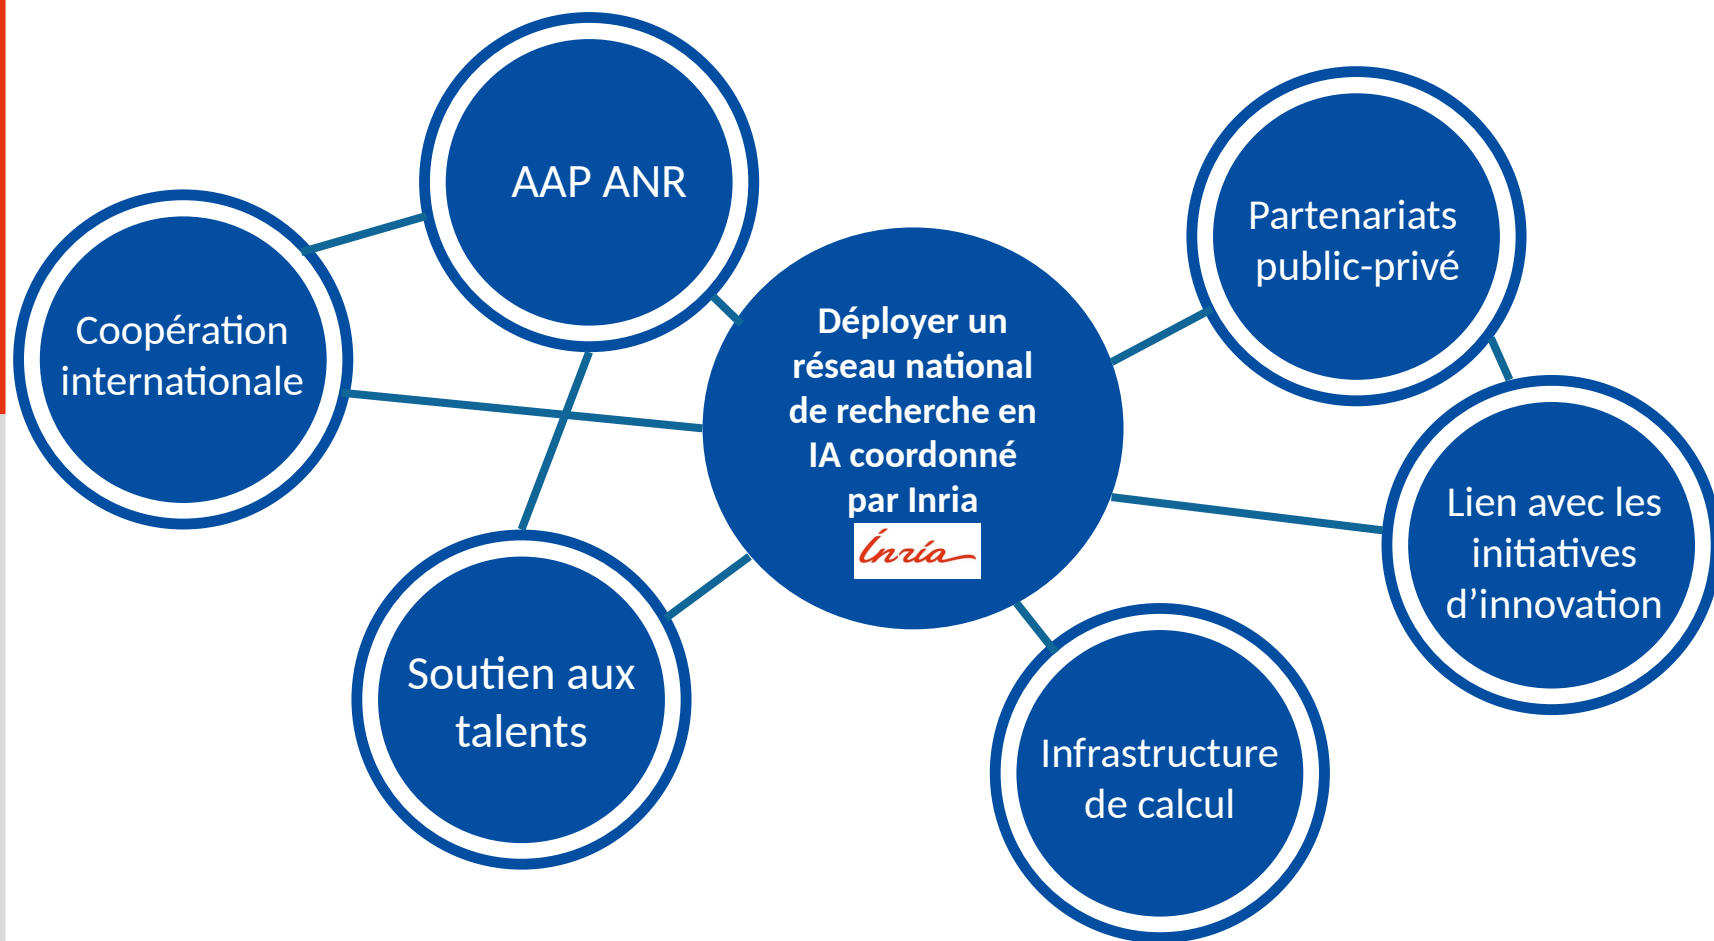 AAP ANR
Coopération
internationale
Déployer un
réseau national
de recherche en
IA coordonné
par Inria
Inria
Partenariats
public-privé
Lien avec les
initiatives
d’innovation
Soutien aux
talents
Infrastructure
de calcul